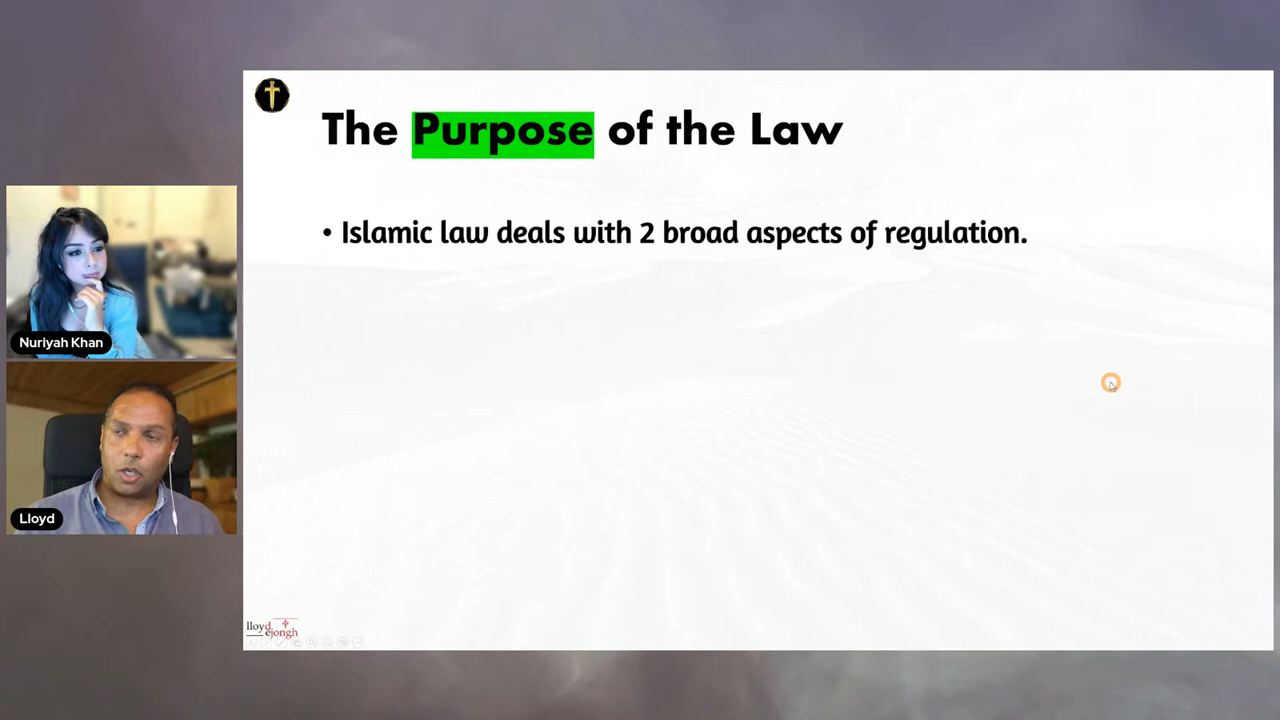 The Purpose of the Law
• Islamic law deals with 2 broad aspects of regulation.
Nuriyah Khan
Lloyd
lloyd
ejongh